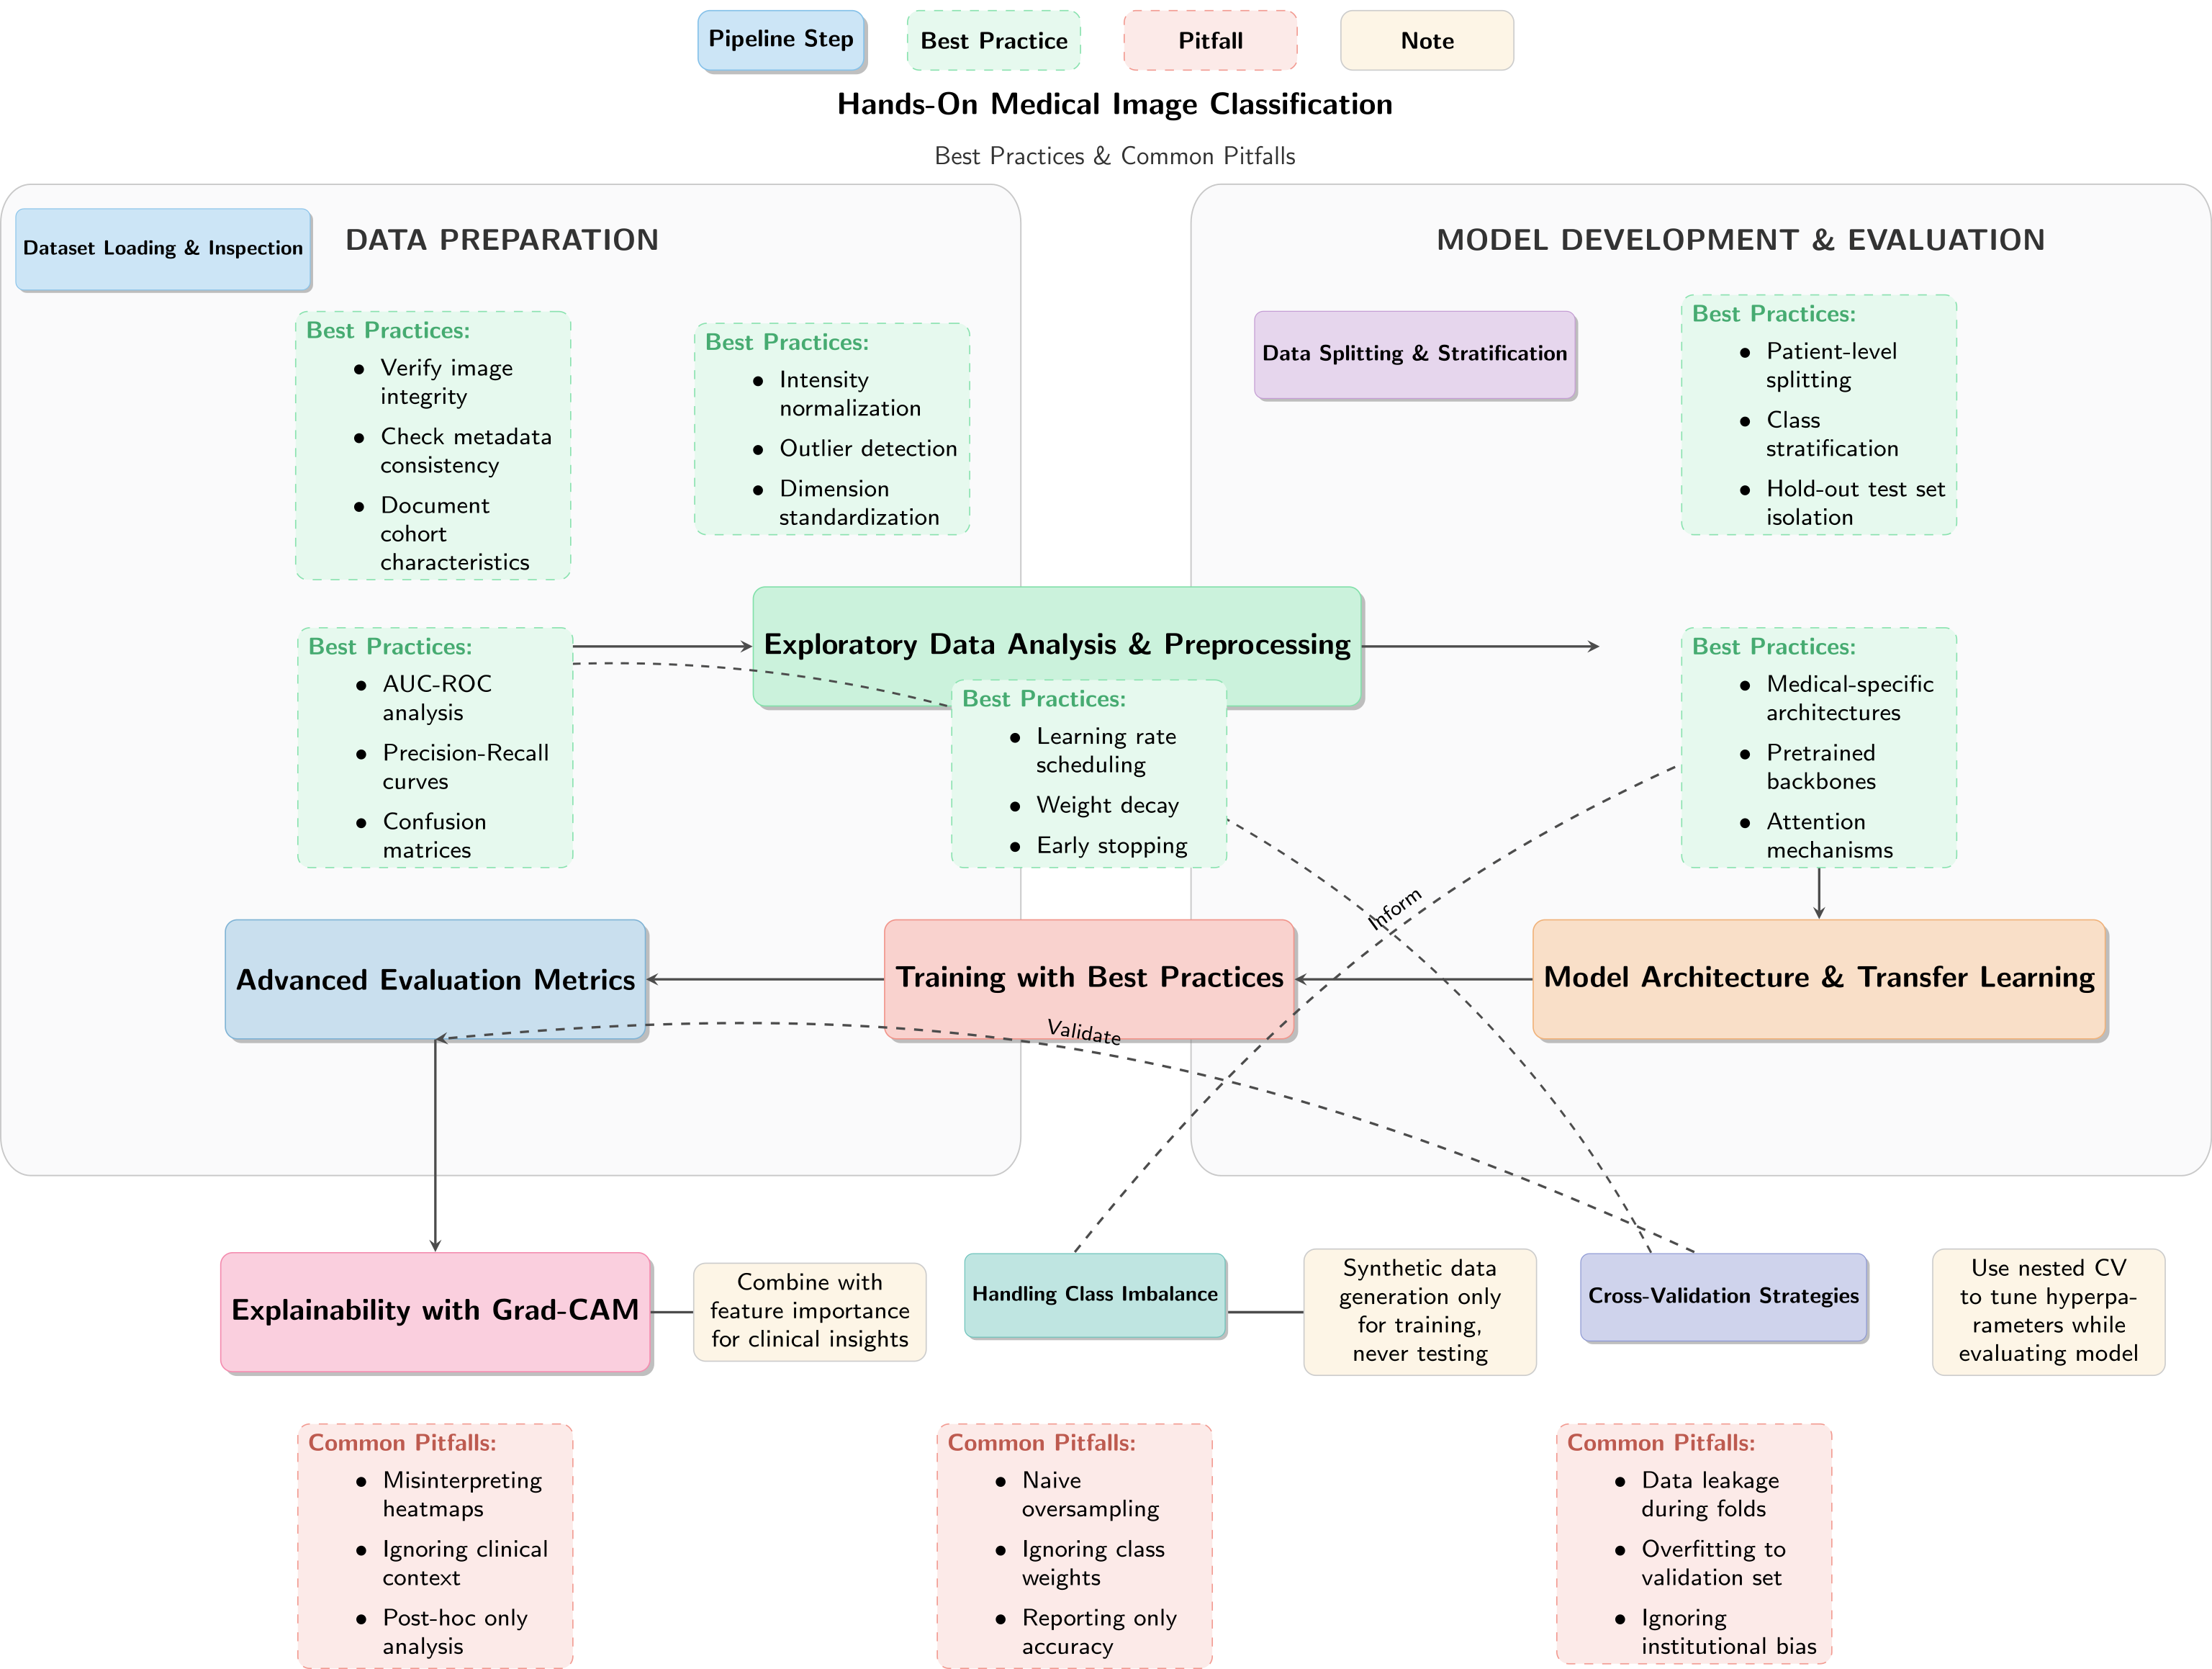 Pipeline Step
Best Practice
Pitfall
Note
Hands-On Medical Image Classification
Best Practices & Common Pitfalls
Dataset Loading & Inspection
DATA PREPARATION
MODEL DEVELOPMENT & EVALUATION
Best Practices:
• Verify image
integrity
• Check metadata
consistency
• Document
cohort
characteristics
Best Practices:
• Intensity
normalization
• Outlier detection
• Dimension
standardization
Data Splitting & Stratification
Best Practices:
• Patient-level
splitting
• Class
stratification
• Hold-out test set
isolation
Exploratory Data Analysis & Preprocessing
Best Practices:
• AUC-ROC
analysis
• Precision-Recall
curves
• Confusion
matrices
Best Practices:
• Learning rate
scheduling
• Weight decay
• Early stopping
Best Practices:
• Medical-specific
architectures
• Pretrained
backbones
• Attention
mechanisms
Inform
Advanced Evaluation Metrics
Training with Best Practices
Model Architecture & Transfer Learning
Validate
Explainability with Grad-CAM
Combine with
feature importance
for clinical insights
Handling Class Imbalance
Synthetic data
generation only
for training,
never testing
Cross-Validation Strategies
Use nested CV
to tune hyperpa-
rameters while
evaluating model
Common Pitfalls:
• Misinterpreting
heatmaps
• Ignoring clinical
context
• Post-hoc only
analysis
Common Pitfalls:
• Naive
oversampling
• Ignoring class
weights
• Reporting only
accuracy
Common Pitfalls:
• Data leakage
during folds
• Overfitting to
validation set
• Ignoring
institutional bias